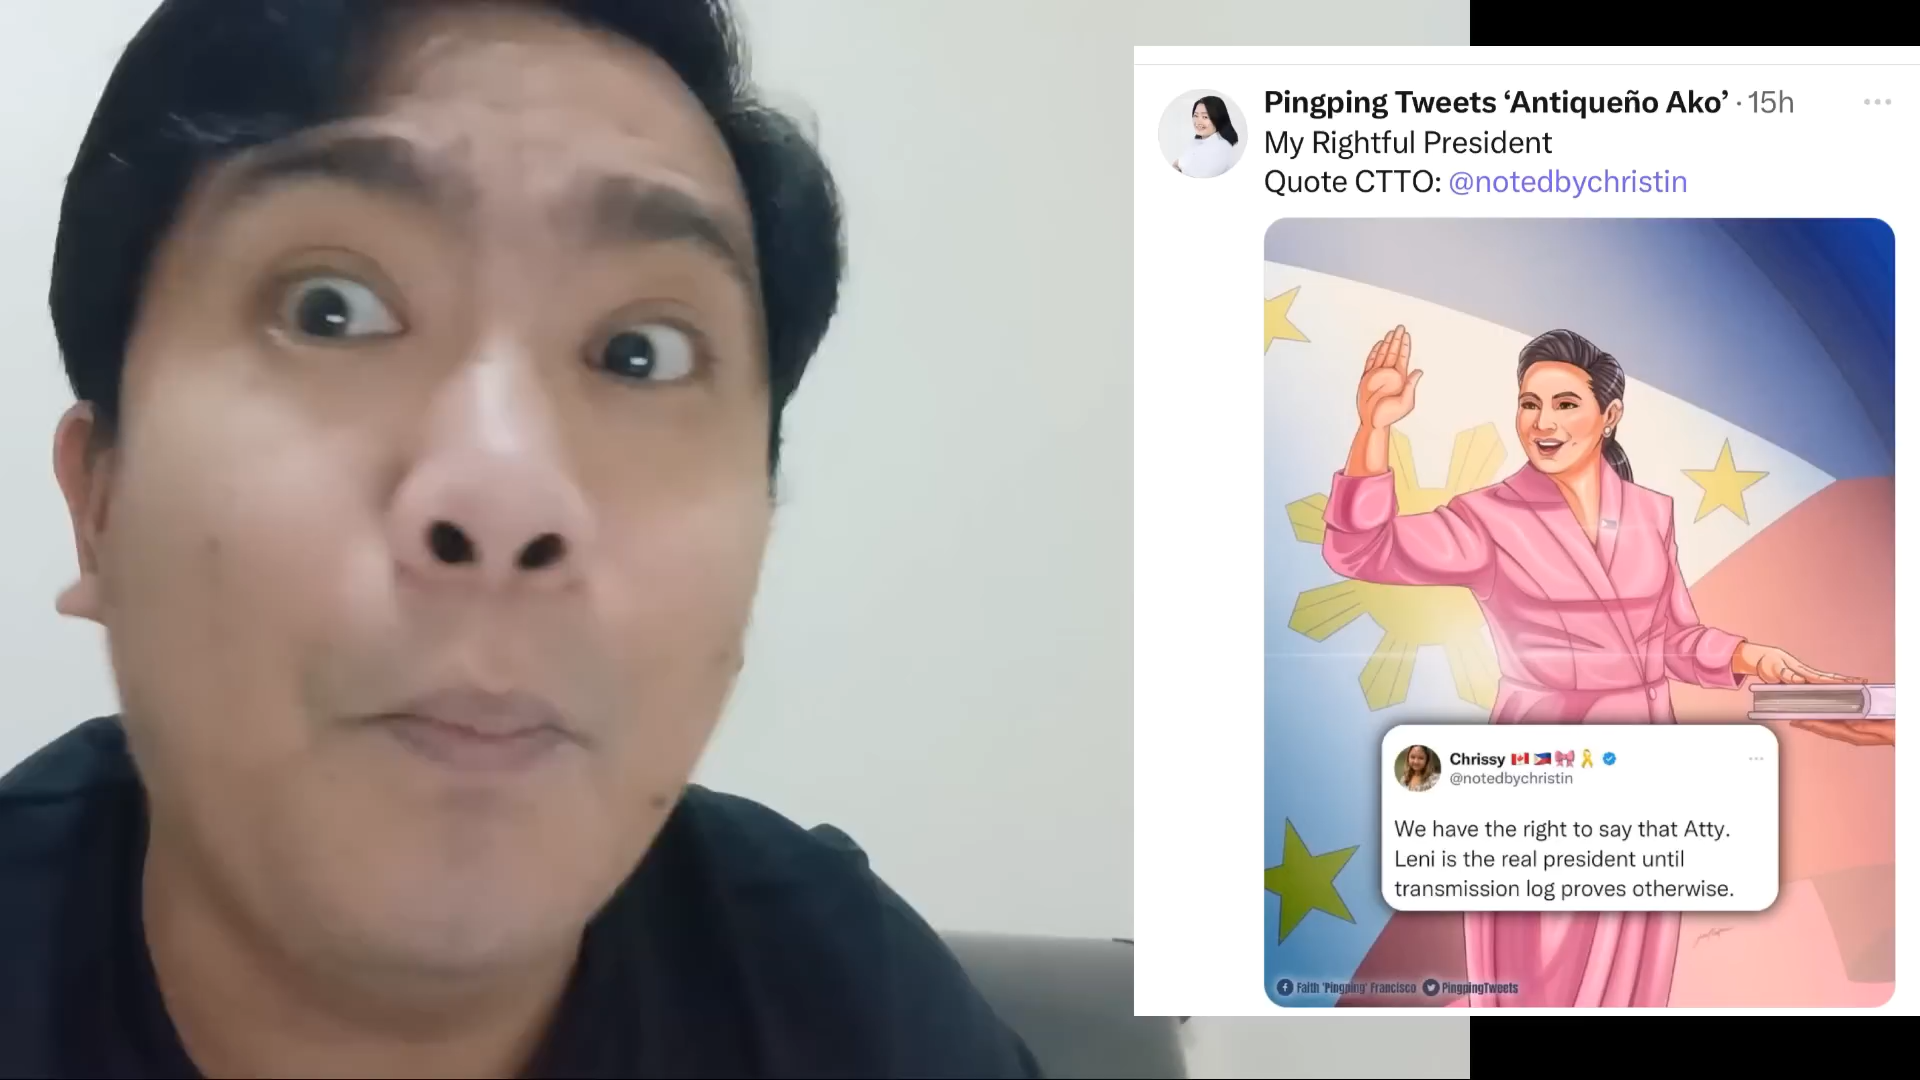 Pingping Tweets ‘Antiqueño Ako’ · 15h
My Rightful President
Quote CTTO: @notedbychristin
Chrissy
@notedbychristin
We have the right to say that Atty.
Leni is the real president until
transmission log proves otherwise.
Faith 'Pingping' Francisco PingpingTweets